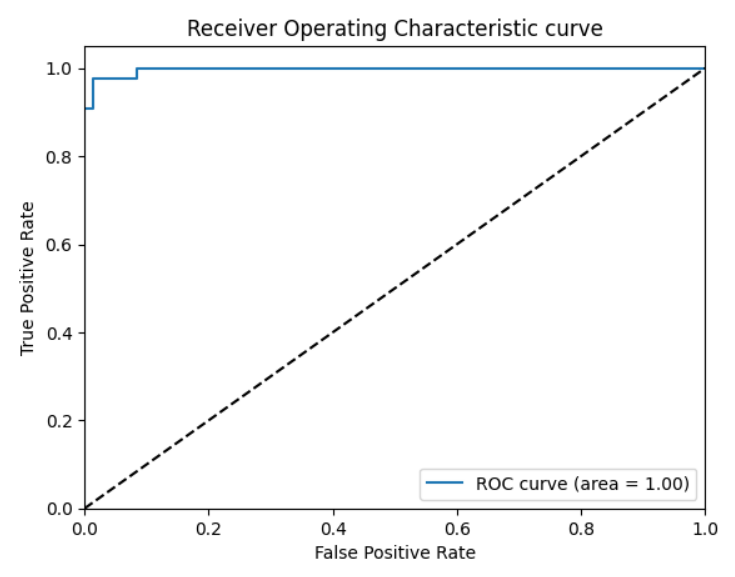 Receiver Operating Characteristic curve
1.0
0.8
0.6
0.4
0.2
0.0
True Positive Rate
ROC curve (area = 1.00)
0.0 0.2 0.4 0.6 0.8 1.0
False Positive Rate